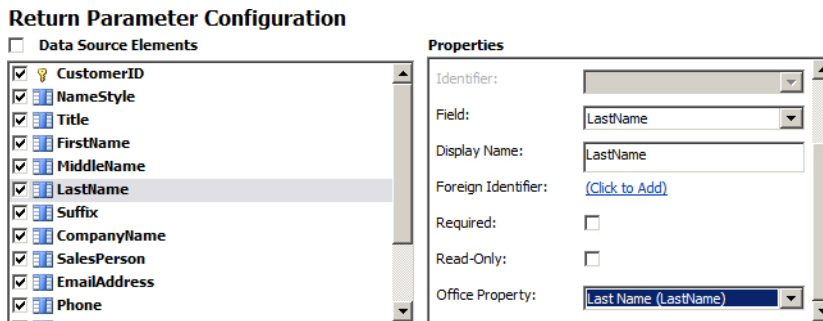 Return Parameter Configuration
Data Source Elements
CustomerID
NameStyle
Title
FirstName
MiddleName
LastName
Suffix
CompanyName
SalesPerson
EmailAddress
Phone
Properties
Identifier:
Field: LastName
Display Name: LastName
Foreign Identifier: (Click to Add)
Required:
Read-Only:
Office Property: Last Name (LastName)